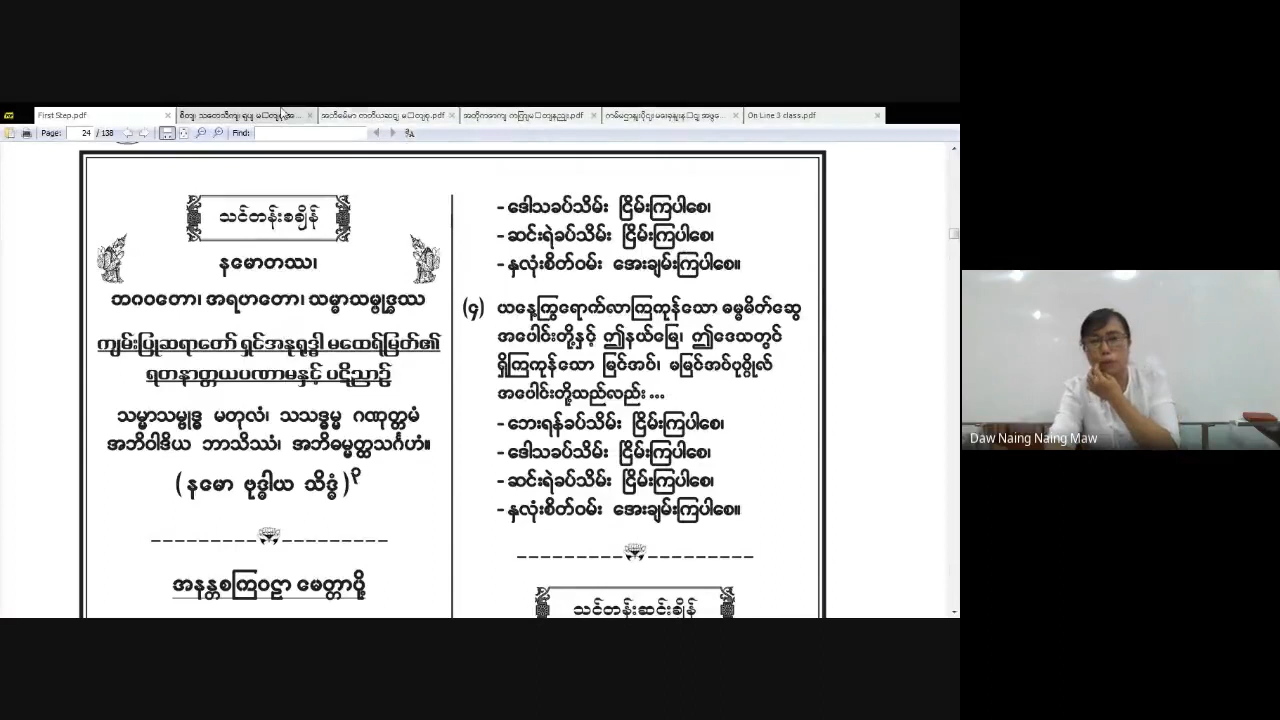 First Step.pdf
On Line 3 class.pdf
Page: 24 / 138 Find:
သင်တန်းစချိန်
နမောတဿ၊
ဘဂဝတော၊ အရဟတော၊ သမ္မာသမ္ဗုဒ္ဓဿ
ကျမ်းပြုဆရာတော် ရှင်အနုရုဒ္ဓါ မထေရ်မြတ်၏
ရတနာတ္တယပဏာမနှင့် ပဋိညာဉ်
သမ္မာသမ္ဗုဒ္ဓ မတုလံ၊ သသဒ္ဓမ္မ ဂဏုတ္တမံ
အဘိဝါဒိယ ဘာသိဿံ၊ အဘိဓမ္မတ္ထသင်္ဂဟံ။
(နမော ဗုဒ္ဓါယ သိဒ္ဓံ)၃
အနန္တစကြဝဠာ မေတ္တာပို့
-ဒေါသခပ်သိမ်း ငြိမ်းကြပါစေ၊
-ဆင်းရဲခပ်သိမ်း ငြိမ်းကြပါစေ၊
-နှလုံးစိတ်ဝမ်း အေးချမ်းကြပါစေ။
(၄) ယနေ့ကြွရောက်လာကြကုန်သော ဓမ္မမိတ်ဆွေ
အပေါင်းတို့နှင့် ဤနယ်မြေ၊ ဤဒေသတွင်
ရှိကြကုန်သော မြင်အပ်၊ မမြင်အပ်ပုဂ္ဂိုလ်
အပေါင်းတို့သည်လည်း ...
-ဘေးရန်ခပ်သိမ်း ငြိမ်းကြပါစေ၊
-ဒေါသခပ်သိမ်း ငြိမ်းကြပါစေ၊
-ဆင်းရဲခပ်သိမ်း ငြိမ်းကြပါစေ၊
-နှလုံးစိတ်ဝမ်း အေးချမ်းကြပါစေ။
သင်တန်းဆင်းချိန်
Daw Naing Naing Maw